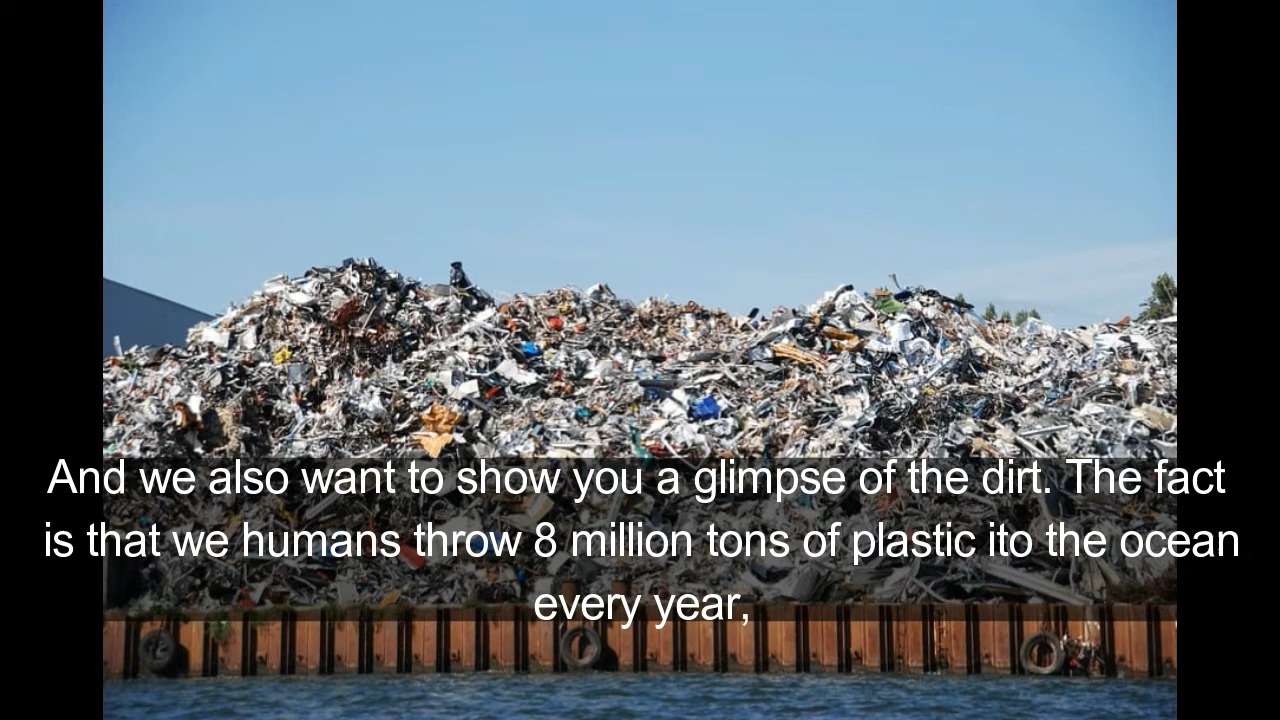 And we also want to show you a glimpse of the dirt. The fact
is that we humans throw 8 million tons of plastic ito the ocean
every year,